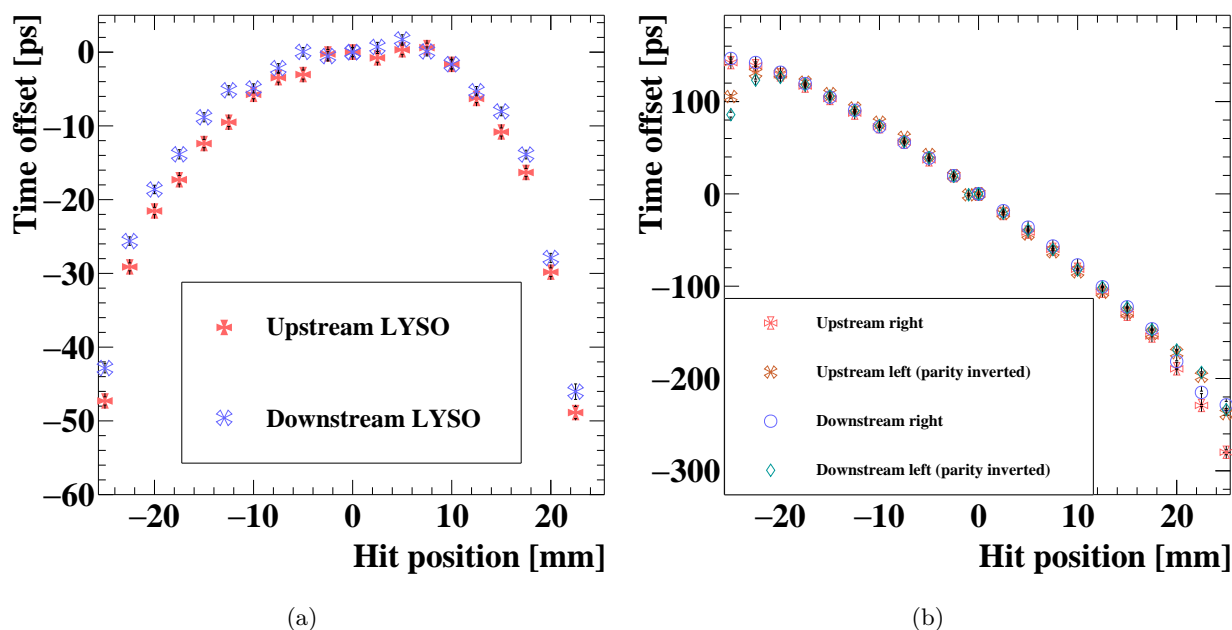 Time offset [ps]
0
−10
−20
−30
−40
−50
−60
Upstream LYSO
Downstream LYSO
−20 −10 0 10 20
Hit position [mm]
(a)
Time offset [ps]
100
0
−100
−200
−300
Upstream right
Upstream left (parity inverted)
Downstream right
Downstream left (parity inverted)
−20 −10 0 10 20
Hit position [mm]
(b)